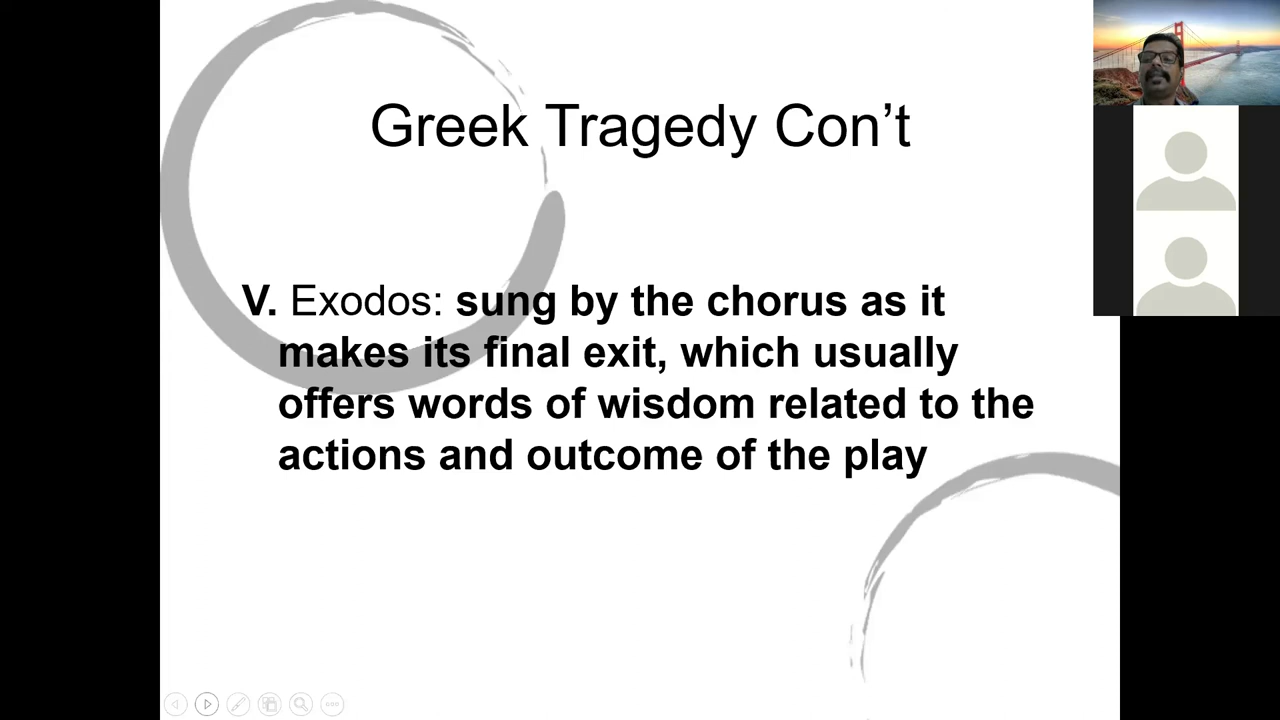 Greek Tragedy Con’t
V. Exodos: sung by the chorus as it
makes its final exit, which usually
offers words of wisdom related to the
actions and outcome of the play